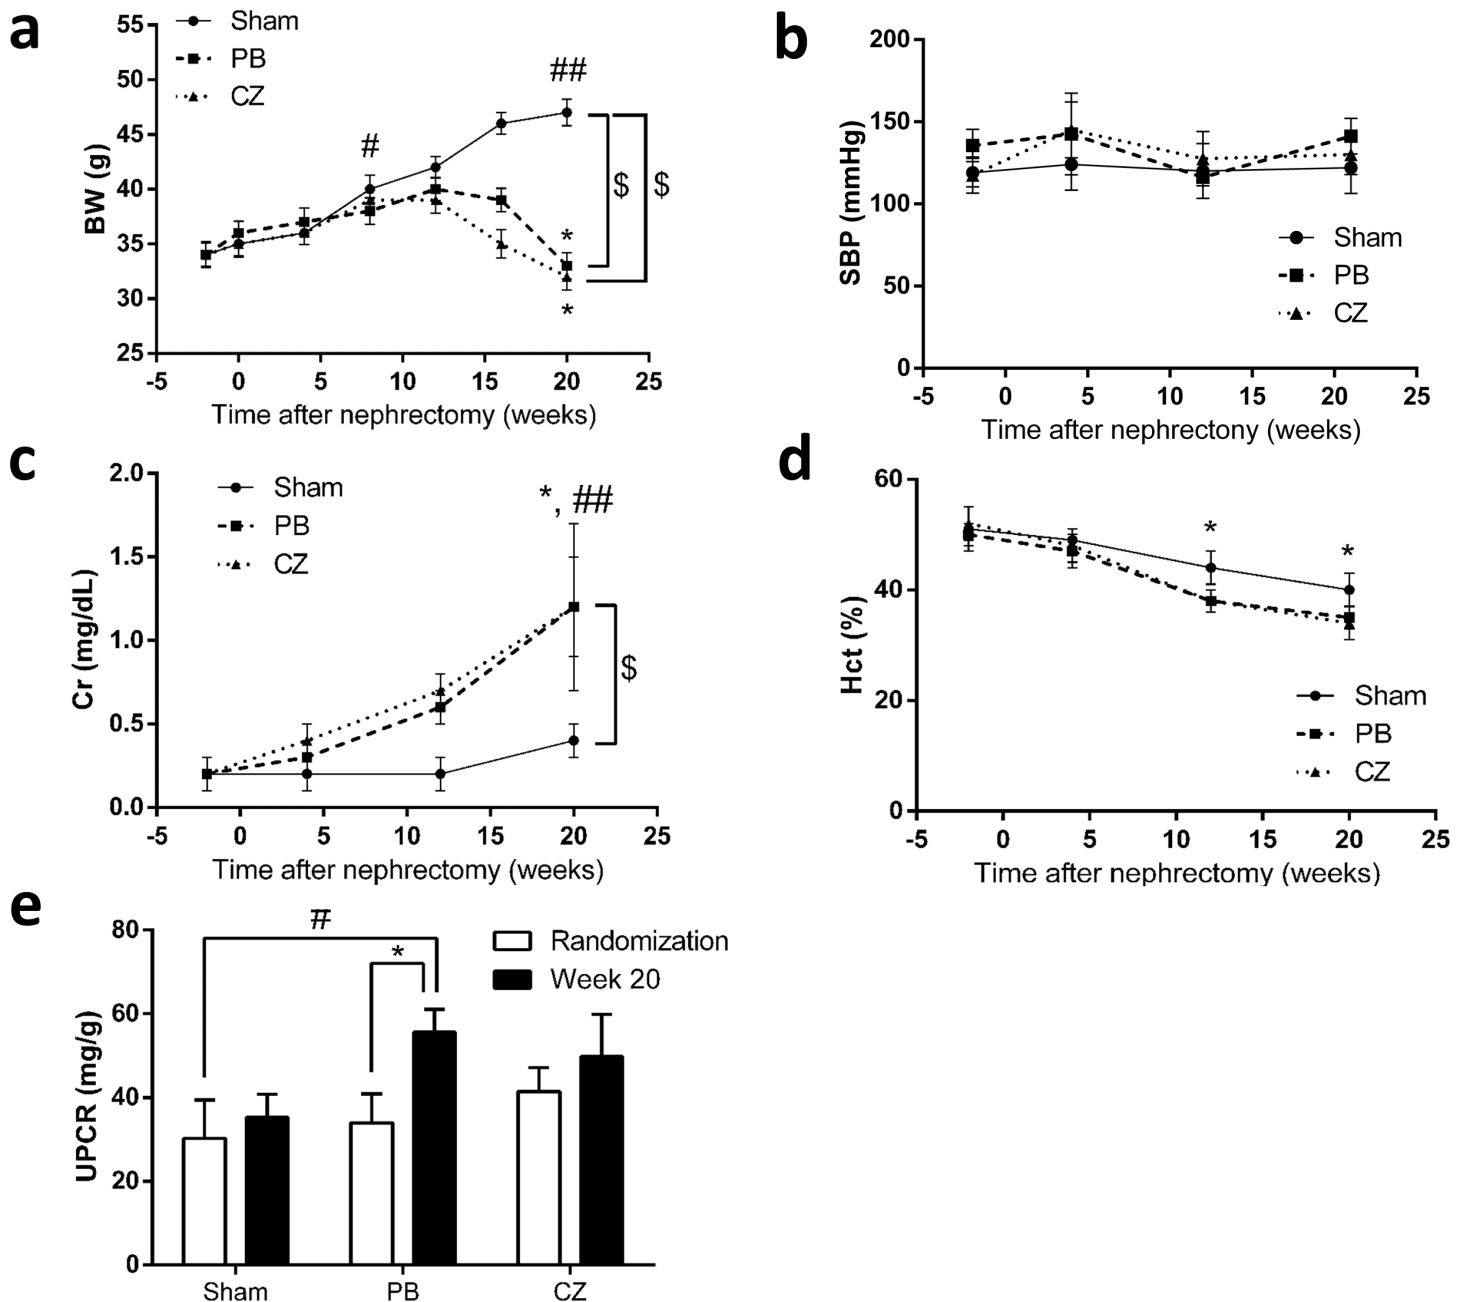 a
55
50
45
40
35
30
25
BW (g)
Sham
PB
CZ
#
##
$ $
*
*
-5 0 5 10 15 20 25
Time after nephrectomy (weeks)
b
200
150
100
50
0
SBP (mmHg)
Sham
PB
CZ
-5 0 5 10 15 20 25
Time after nephrectony (weeks)
c
2.0
1.5
1.0
0.5
0.0
Cr (mg/dL)
Sham
PB
CZ
*, ##
$
-5 0 5 10 15 20 25
Time after nephrectomy (weeks)
d
60
40
20
0
Hct (%)
*
*
Sham
PB
CZ
-5 0 5 10 15 20 25
Time after nephrectomy (weeks)
e
80
60
40
20
0
UPCR (mg/g)
#
*
Randomization
Week 20
Sham PB CZ